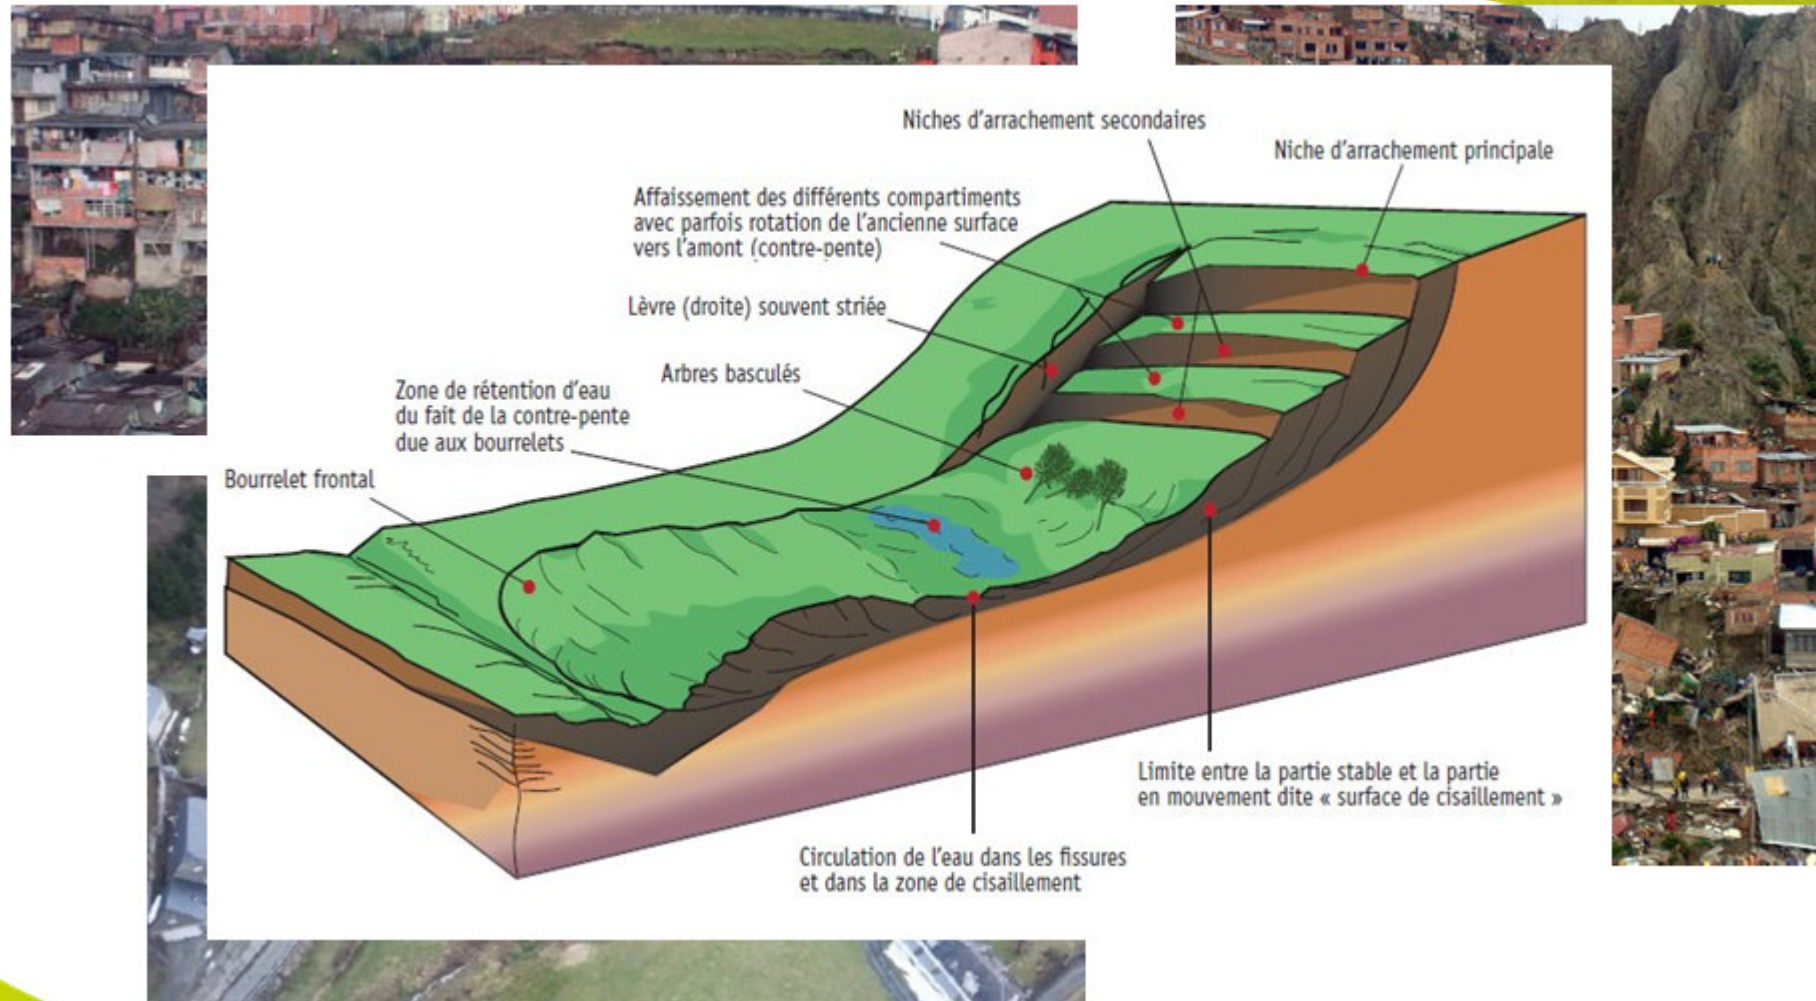 Niches d'arrachement secondaires
Niche d'arrachement principale
Affaissement des différents compartiments
avec parfois rotation de l'ancienne surface
vers l'amont (contre-pente)
Lèvre (droite) souvent striée
Arbres basculés
Zone de rétention d'eau
du fait de la contre-pente
due aux bourrelets
Bourrelet frontal
Limite entre la partie stable et la partie
en mouvement dite « surface de cisaillement »
Circulation de l'eau dans les fissures
et dans la zone de cisaillement